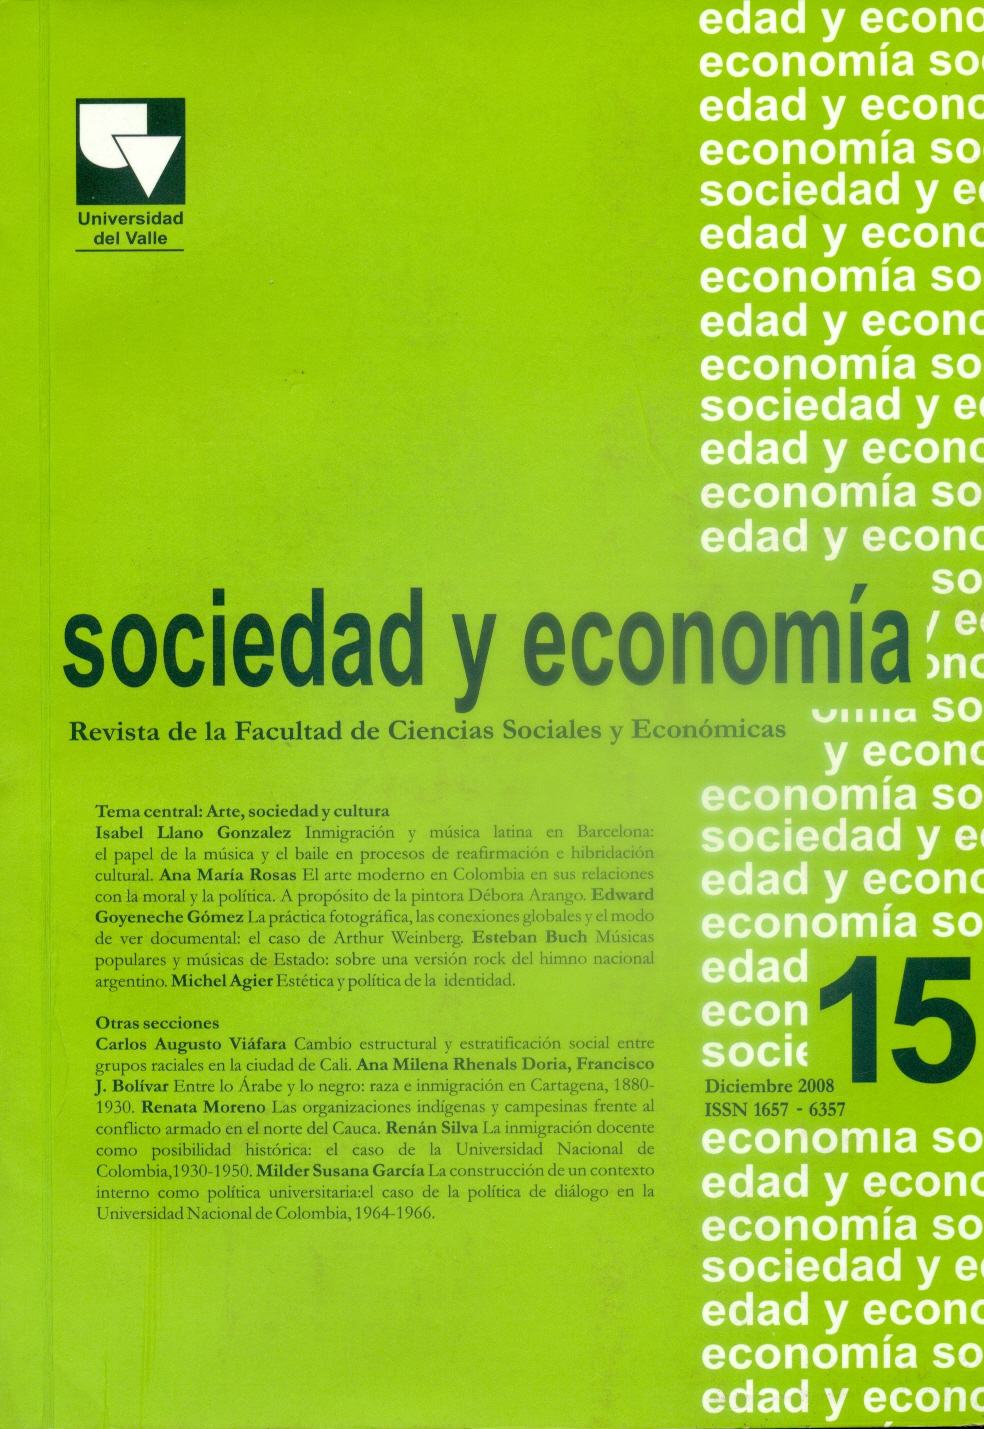 Universidad
del Valle
edad y econo
economía so
edad y econo
economía so
sociedad y e
edad y econo
economía so
edad y econo
economía so
sociedad y e
edad y econo
economía so
edad y econo
so
y e
ono
omía so
y econo
economía so
sociedad y e
edad y econo
economía so
edad
econ
socie
sociedad y economía
Revista de la Facultad de Ciencias Sociales y Económicas
Tema central: Arte, sociedad y cultura
Isabel Llano Gonzalez Inmigración y música latina en Barcelona:
el papel de la música y el baile en procesos de reafirmación e hibridación
cultural. Ana María Rosas El arte moderno en Colombia en sus relaciones
con la moral y la política. A propósito de la pintora Débora Arango. Edward
Goyeneche Gómez La práctica fotográfica, las conexiones globales y el modo
de ver documental: el caso de Arthur Weinberg. Esteban Buch Músicas
populares y músicas de Estado: sobre una versión rock del himno nacional
argentino. Michel Agier Estética y política de la identidad.
Otras secciones
Carlos Augusto Viáfara Cambio estructural y estratificación social entre
grupos raciales en la ciudad de Cali. Ana Milena Rhenals Doria, Francisco
J. Bolívar Entre lo Árabe y lo negro: raza e inmigración en Cartagena, 1880-
1930. Renata Moreno Las organizaciones indígenas y campesinas frente al
conflicto armado en el norte del Cauca. Renán Silva La inmigración docente
como posibilidad histórica: el caso de la Universidad Nacional de
Colombia,1930-1950. Milder Susana García La construcción de un contexto
interno como política universitaria:el caso de la política de diálogo en la
Universidad Nacional de Colombia, 1964-1966.
15
Diciembre 2008
ISSN 1657 - 6357
economía so
edad y econo
economía so
sociedad y e
edad y econo
economía so
edad y econo